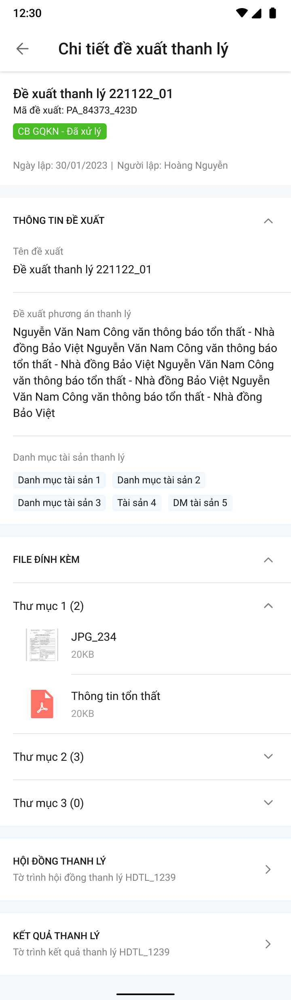 12:30
Chi tiết đề xuất thanh lý
Đề xuất thanh lý 221122_01
Mã đề xuất: PA_84373_423D
CB GQKN - Đã xử lý
Ngày lập: 30/01/2023 | Người lập: Hoàng Nguyễn
THÔNG TIN ĐỀ XUẤT
Tên đề xuất
Đề xuất thanh lý 221122_01
Đề xuất phương án thanh lý
Nguyễn Văn Nam Công văn thông báo tổn thất - Nhà
đồng Bảo Việt Nguyễn Văn Nam Công văn thông báo
tổn thất - Nhà đồng Bảo Việt Nguyễn Văn Nam Công
văn thông báo tổn thất - Nhà đồng Bảo Việt Nguyễn
Văn Nam Công văn thông báo tổn thất - Nhà đồng
Bảo Việt
Danh mục tài sản thanh lý
Danh mục tài sản 1 Danh mục tài sản 2
Danh mục tài sản 3 Tài sản 4 DM tài sản 5
FILE ĐÍNH KÈM
Thư mục 1 (2)
JPG_234
20KB
Thông tin tổn thất
20KB
Thư mục 2 (3)
Thư mục 3 (0)
HỘI ĐỒNG THANH LÝ
Tờ trình hội đồng thanh lý HDTL_1239
KẾT QUẢ THANH LÝ
Tờ trình kết quả thanh lý HDTL_1239